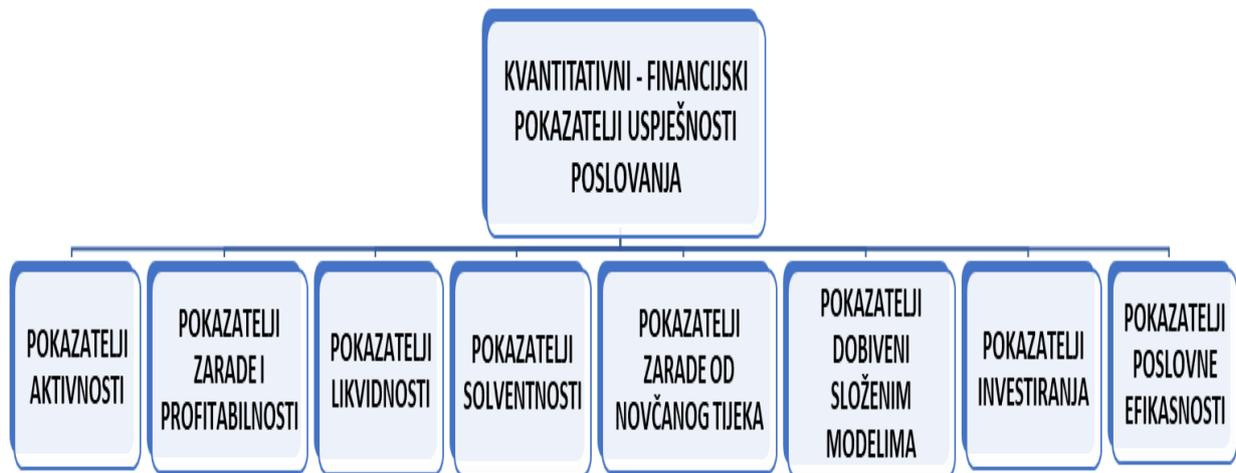 KVANTITATIVNI - FINANCIJSKI
POKAZATELJI USPJEŠNOSTI
POSLOVANJA
POKAZATELJI
AKTIVNOSTI
POKAZATELJI
ZARADE I
PROFITABILNOSTI
POKAZATELJI
LIKVIDNOSTI
POKAZATELJI
SOLVENTNOSTI
POKAZATELJI
ZARADE OD
NOVČANOG TIJEKA
POKAZATELJI
DOBIVENI
SLOŽENIM
MODELIMA
POKAZATELJI
INVESTIRANJA
POKAZATELJI
POSLOVNE
EFIKASNOSTI